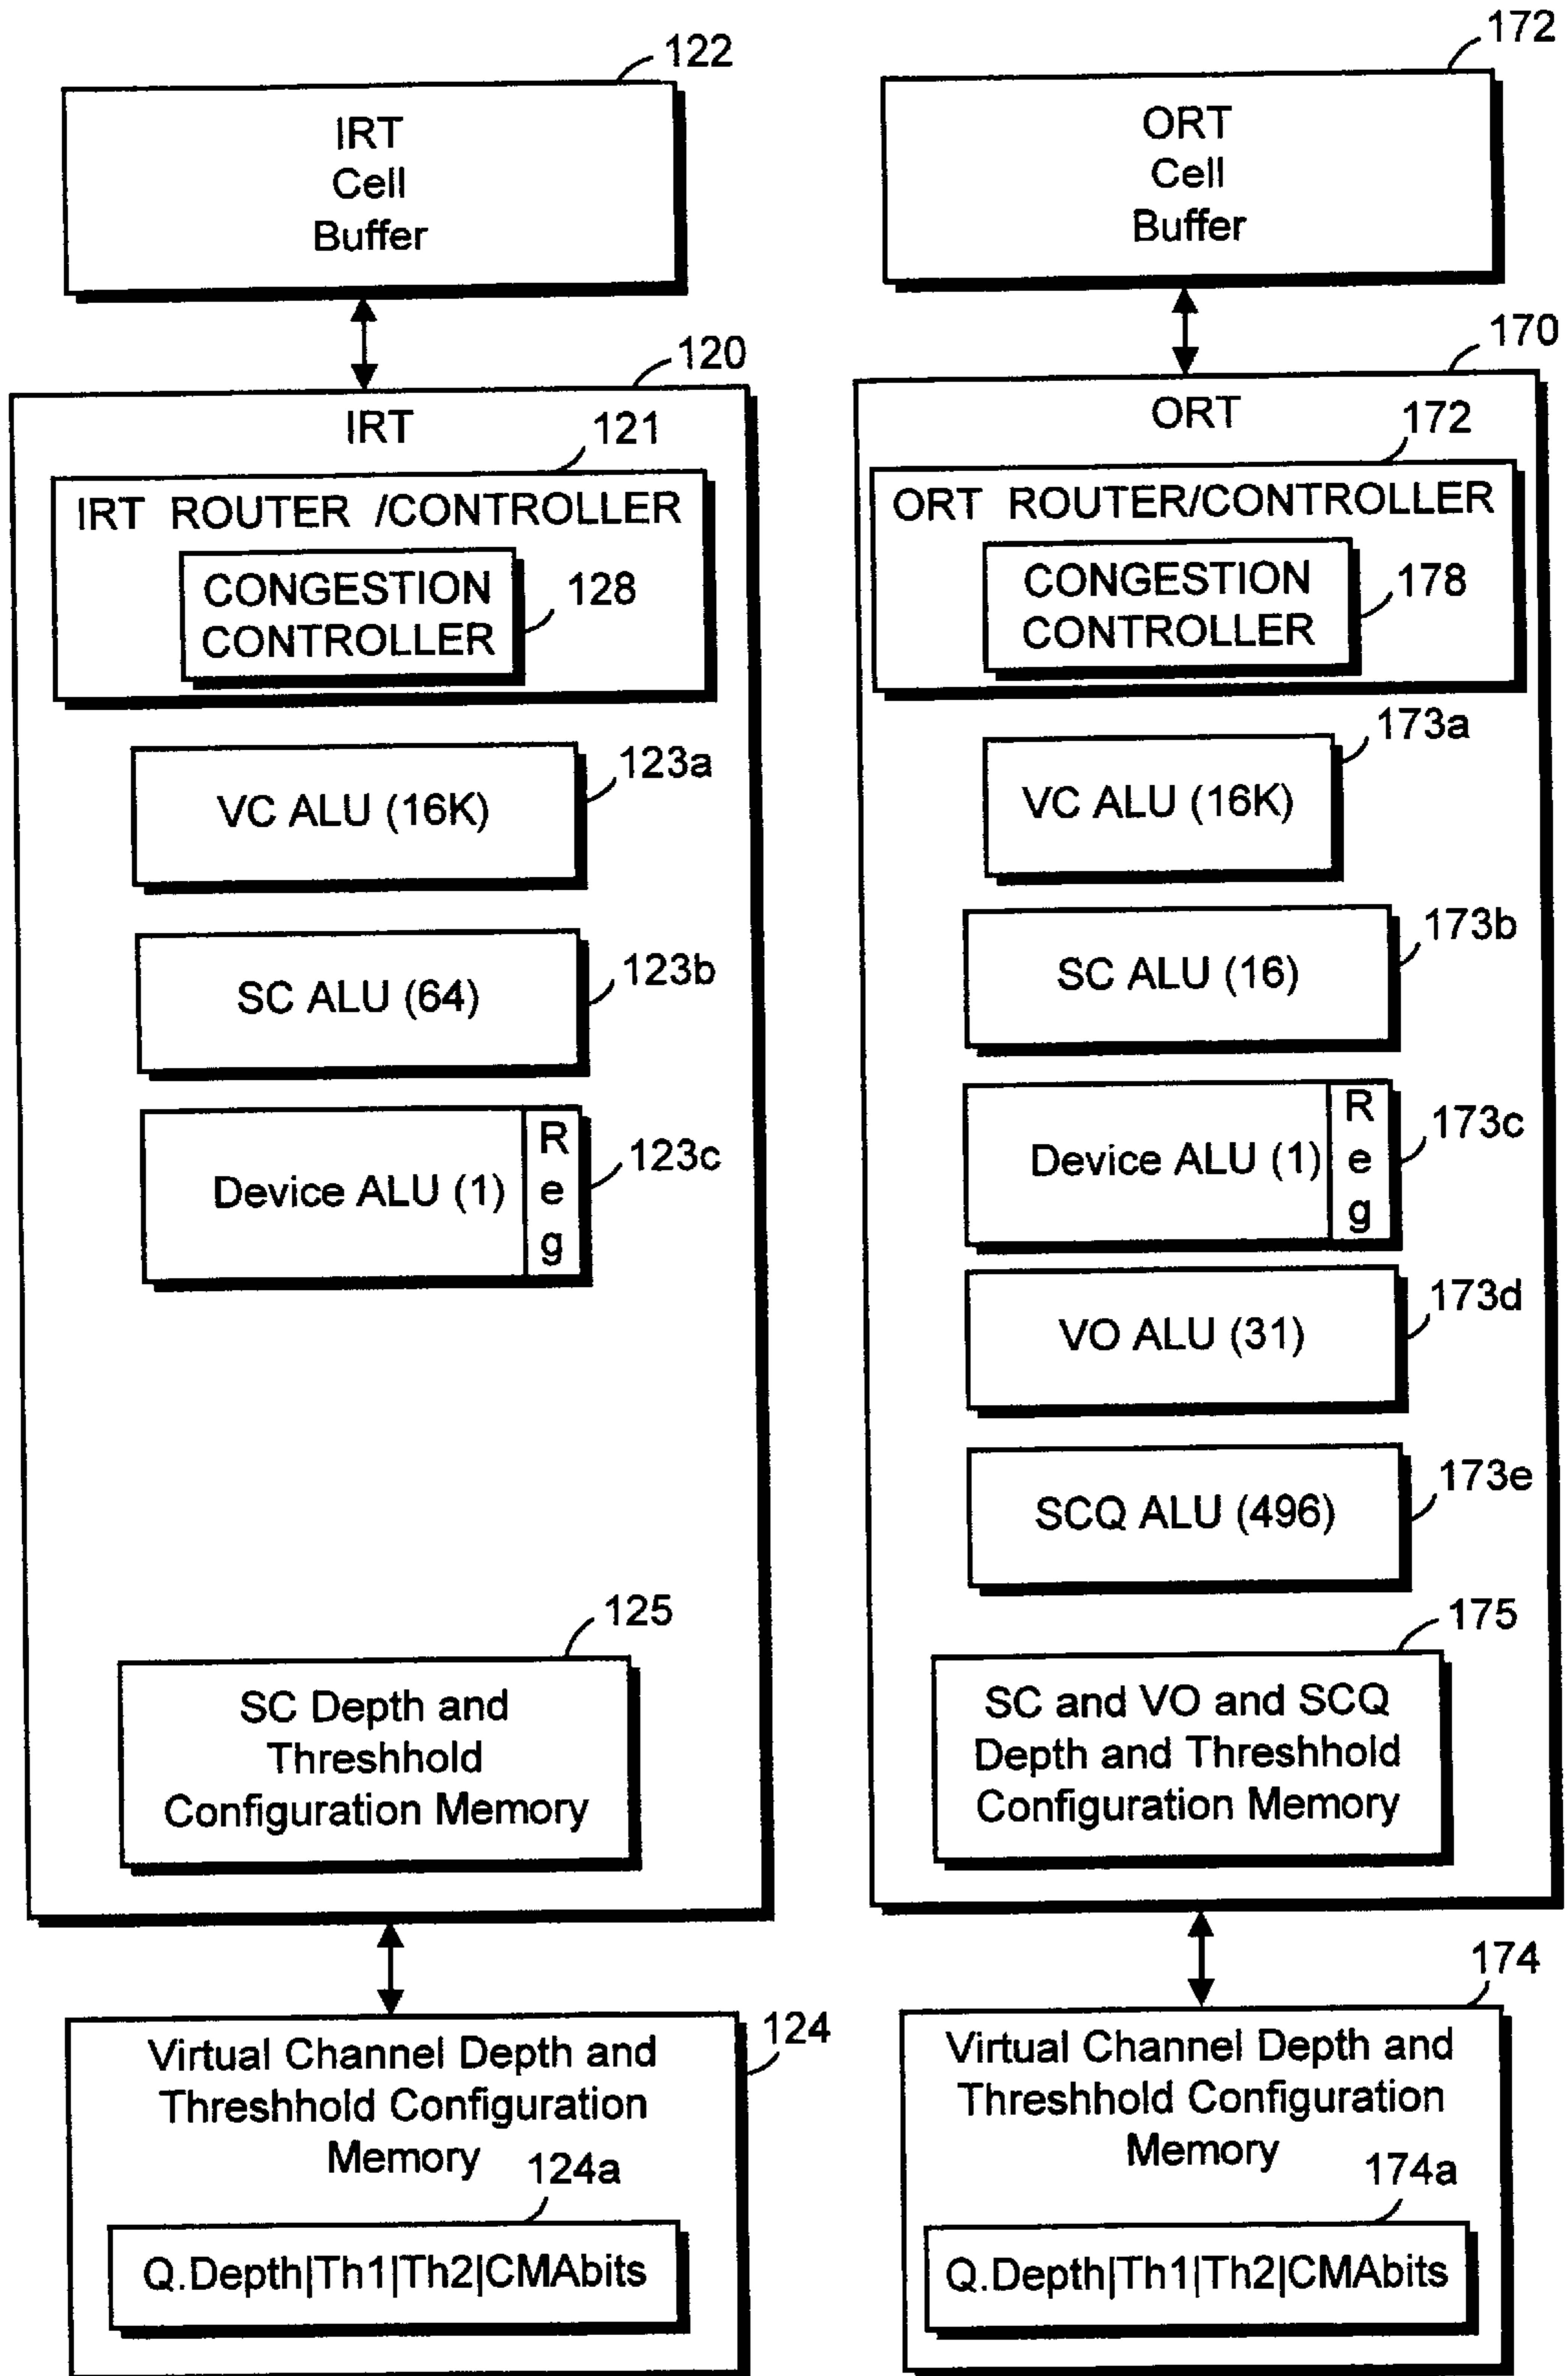 122
IRT
Cell
Buffer
120
IRT
121
IRT ROUTER /CONTROLLER
CONGESTION
CONTROLLER
128
VC ALU (16K)
123a
SC ALU (64)
123b
Device ALU (1)
R
e
g
123c
125
SC Depth and
Threshhold
Configuration Memory
124
Virtual Channel Depth and
Threshhold Configuration
Memory
124a
Q.Depth|Th1|Th2|CMAbits
172
ORT
Cell
Buffer
170
ORT
172
ORT ROUTER/CONTROLLER
CONGESTION
CONTROLLER
178
173a
VC ALU (16K)
173b
SC ALU (16)
Device ALU (1)
R
e
g
173c
VO ALU (31)
173d
SCQ ALU (496)
173e
175
SC and VO and SCQ
Depth and Threshhold
Configuration Memory
174
Virtual Channel Depth and
Threshhold Configuration
Memory
174a
Q.Depth|Th1|Th2|CMAbits